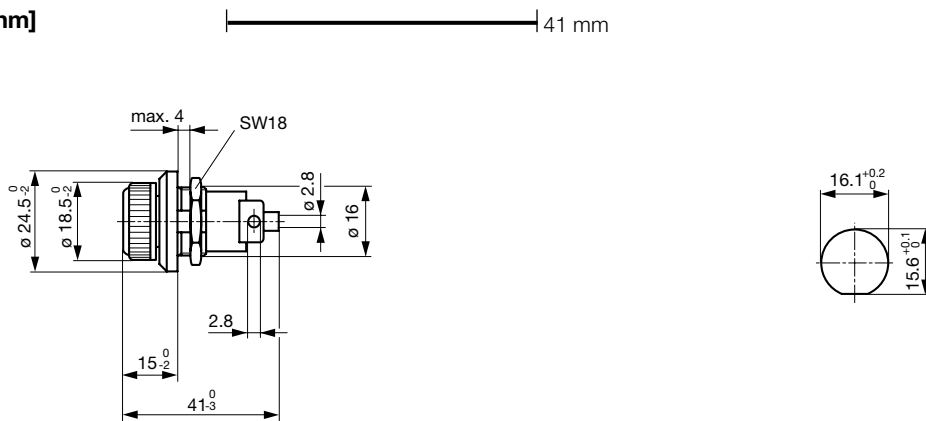 nm]
41 mm
max. 4
SW18
ø 24.5 0 -2
ø 18.5 0 -2
ø 2.8
ø 16
2.8
15 0 -2
41 0 -3
16.1 +0.2 0
15.6 +0.1 0